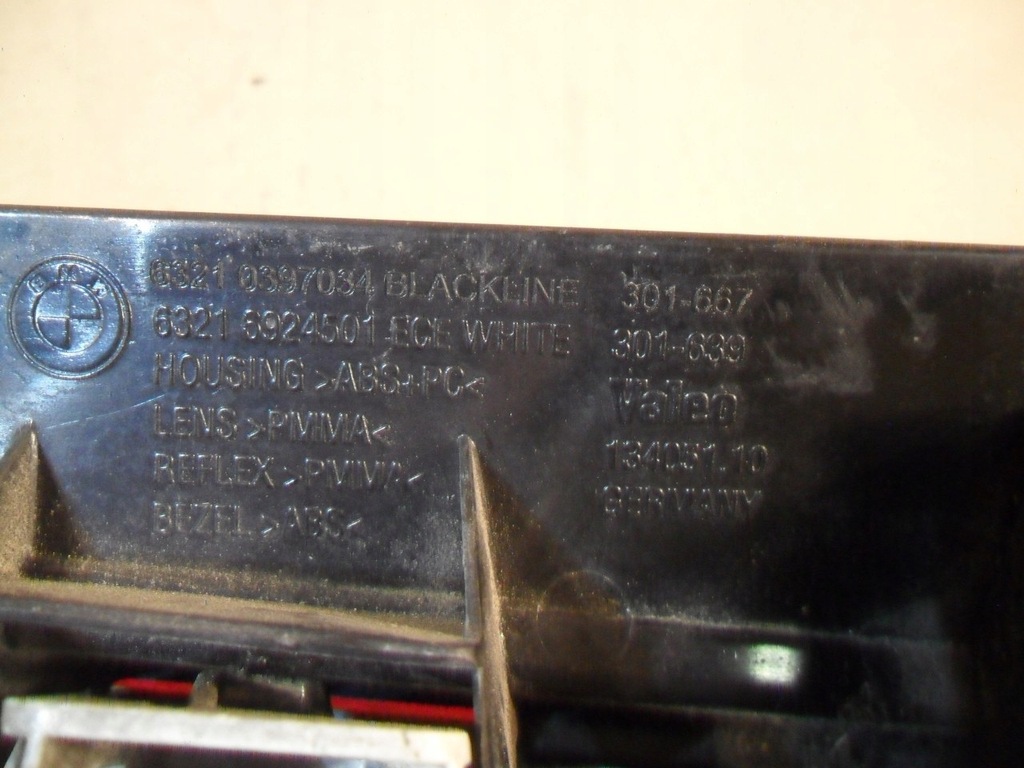 BMW
6321 0397034 BLACKLINE 301-667
6321 6924501 ECE WHITE 301-639
HOUSING >ABS+PC< Valeo
LENS >PMMA< 134031.10
REFLEX >PMMA< GERMANY
BEZEL >ABS<